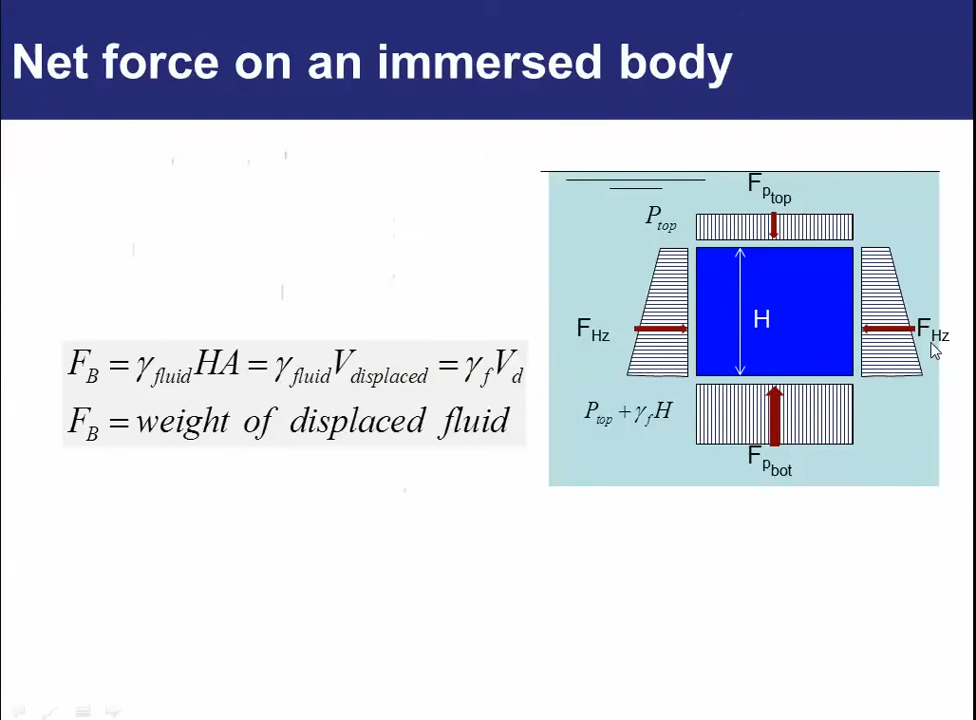 Net force on an immersed body
F_B = γ_fluid HA = γ_fluid V_displaced = γ_f V_d
F_B = weight of displaced fluid
F_p_top
P_top
H
F_Hz
F_Hz
P_top + γ_f H
F_p_bot